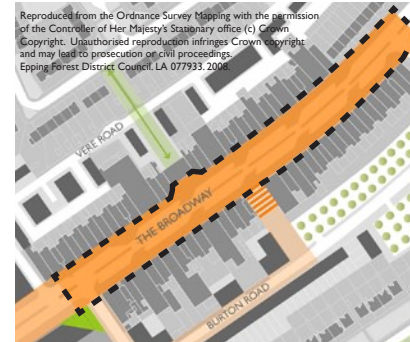 Reproduced from the Ordnance Survey Mapping with the permission
of the Controller of Her Majesty's Stationary office (c) Crown
Copyright. Unauthorised reproduction infringes Crown copyright
and may lead to prosecution or civil proceedings.
Epping Forest District Council. LA 077933. 2008.
VERE ROAD
THE BROADWAY
BURTON ROAD